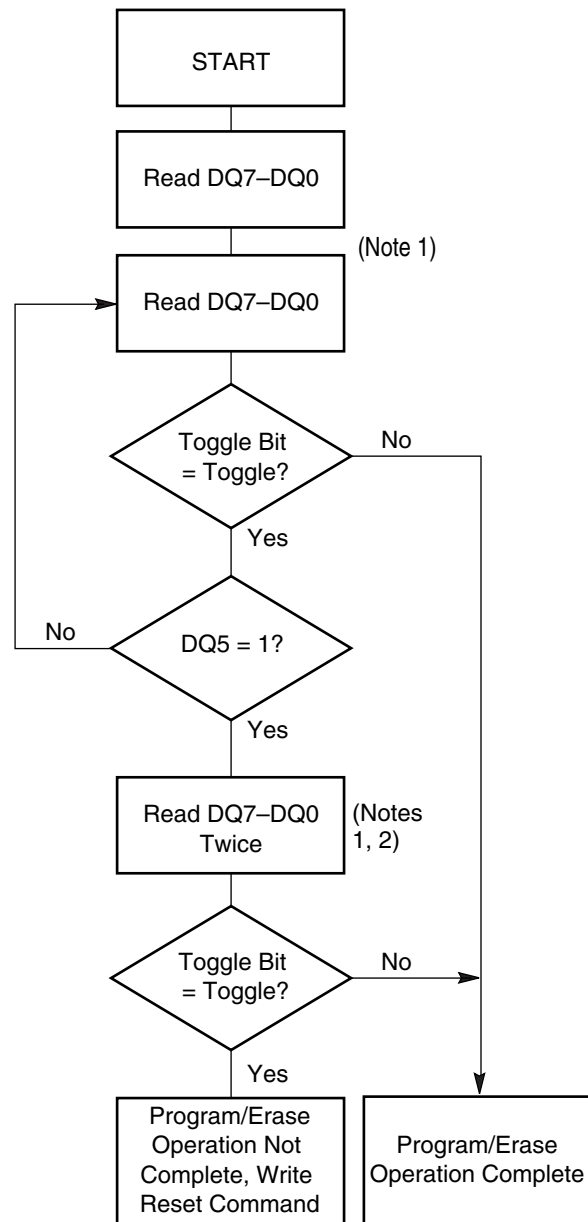 START
Read DQ7–DQ0
(Note 1)
Read DQ7–DQ0
Toggle Bit
= Toggle?
No
Yes
No
DQ5 = 1?
Yes
Read DQ7–DQ0
Twice
(Notes
1, 2)
Toggle Bit
= Toggle?
No
Yes
Program/Erase
Operation Not
Complete, Write
Reset Command
Program/Erase
Operation Complete